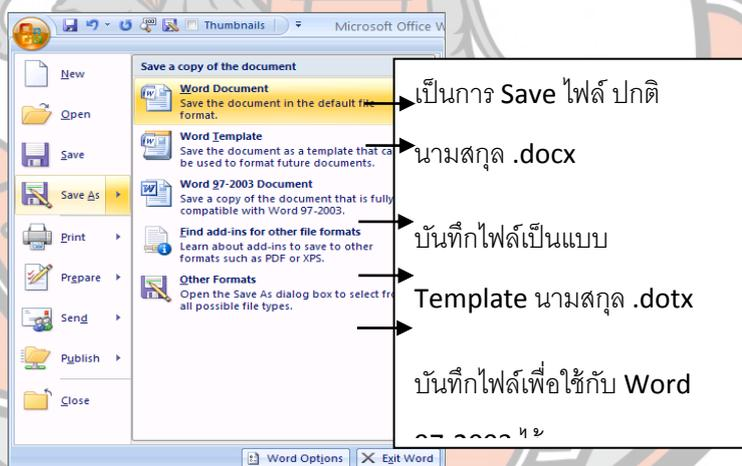 Thumbnails
Microsoft Office W
New
Open
Save
Save As
Print
Prepare
Send
Publish
Close
Save a copy of the document
Word Document
Save the document in the default file
format.
Word Template
Save the document as a template that ca
be used to format future documents.
Word 97-2003 Document
Save a copy of the document that is fully
compatible with Word 97-2003.
Find add-ins for other file formats
Learn about add-ins to save to other
formats such as PDF or XPS.
Other Formats
Open the Save As dialog box to select fro
all possible file types.
Word Options
Exit Word
เป็นการ Save ไฟล์ ปกติ
นามสกุล .docx
บันทึกไฟล์เป็นแบบ
Template นามสกุล .dotx
บันทึกไฟล์เพื่อใช้กับ Word
97-2003 ได้